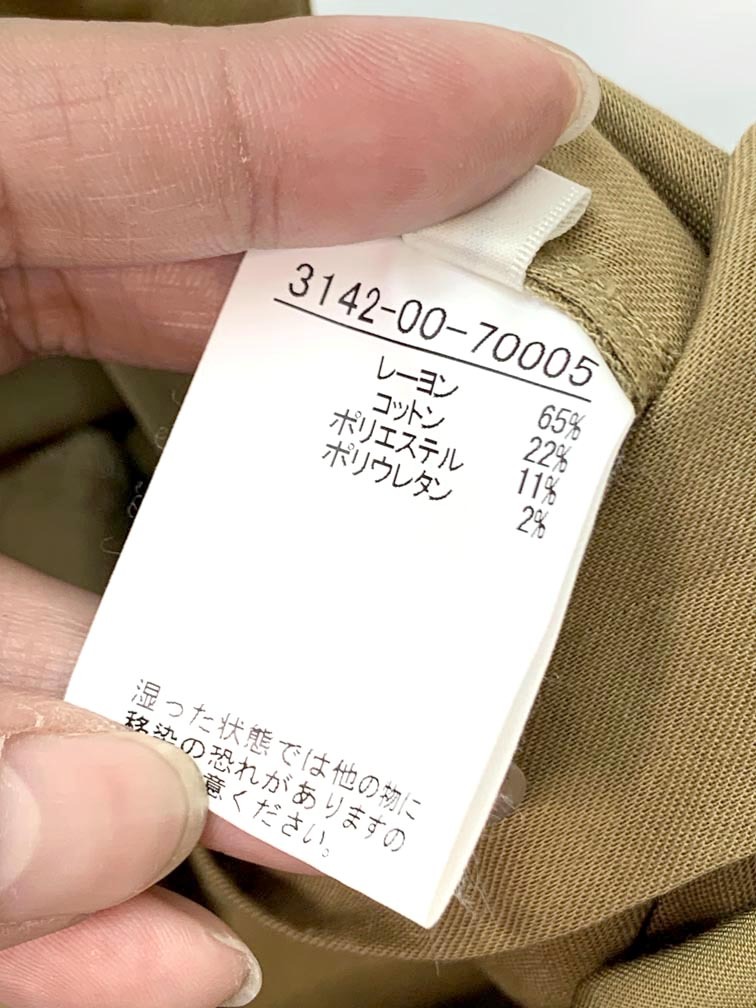 3142-00-70005
レーヨン 65%
コットン 22%
ポリエステル 11%
ポリウレタン 2%
湿った状態では他の物に
移染の恐れがありますの
意ください。